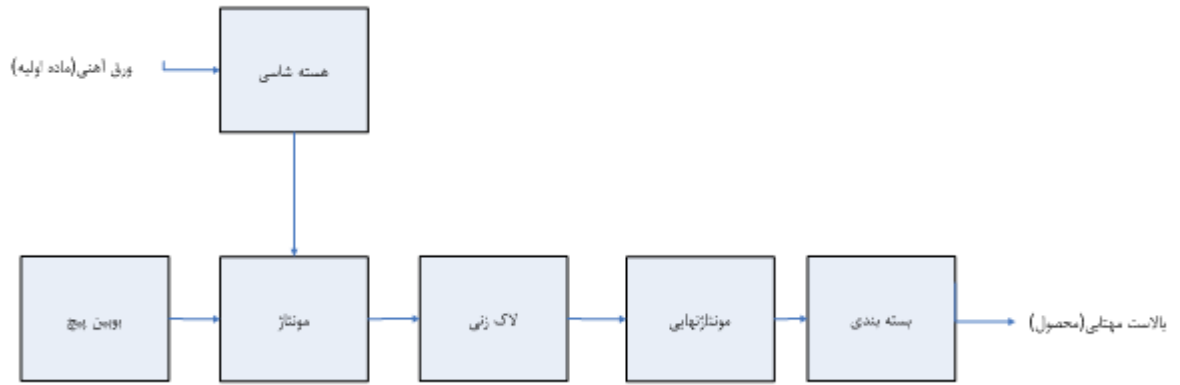 ورق آهنی(ماده اولیه)
هسته شاسی
بوبین پیچ
مونتاژ
لاک زنی
مونتاژنهایی
بسته بندی
بالاست مهتابی(محصول)